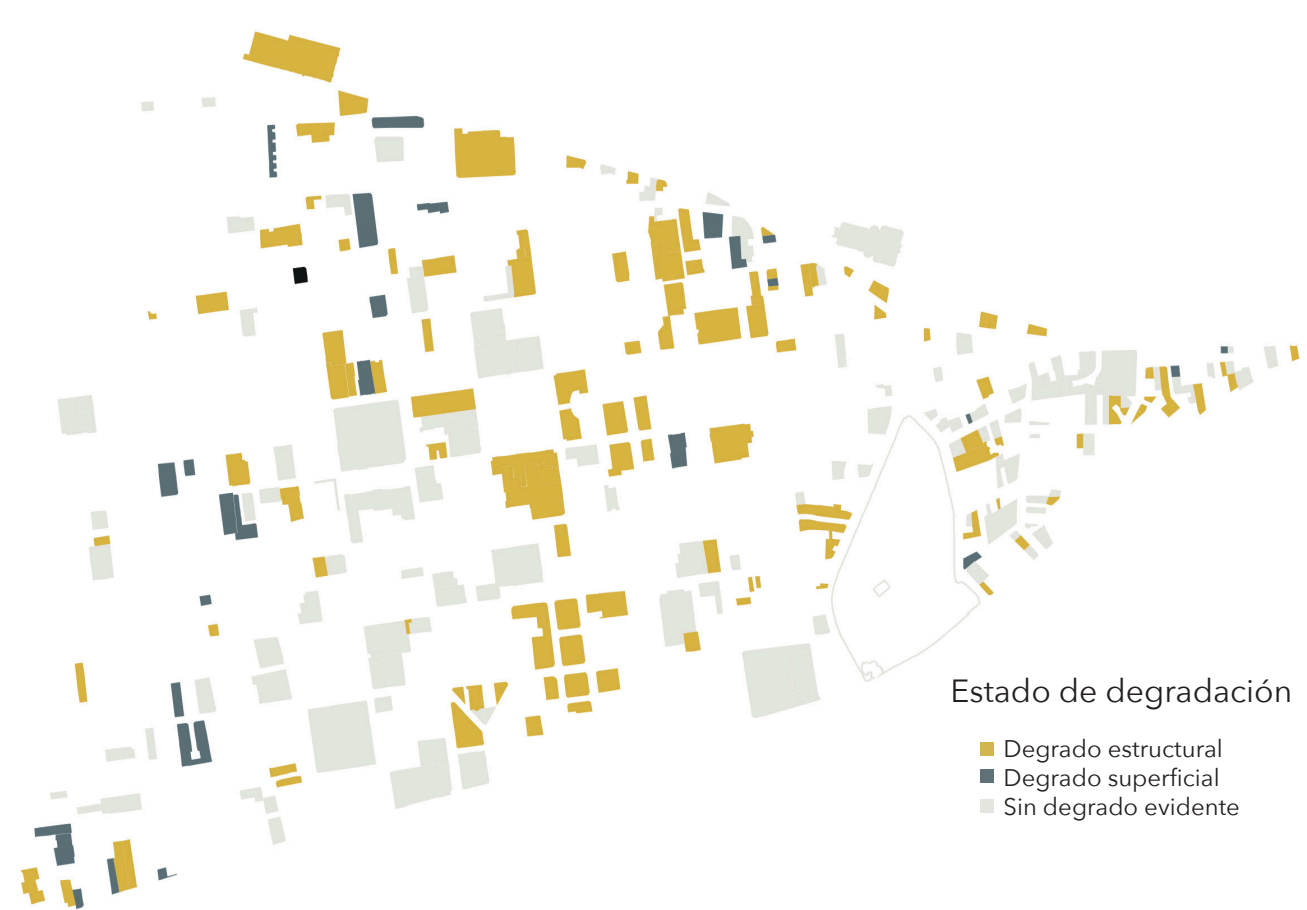 Estado de degradación
Degrado estructural
Degrado superficial
Sin degrado evidente